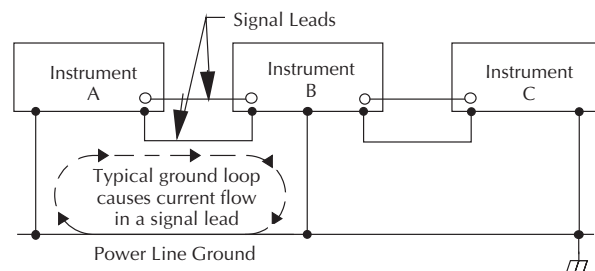 Signal Leads
Instrument
A
Instrument
B
Instrument
C
Typical ground loop
causes current flow
in a signal lead
Power Line Ground